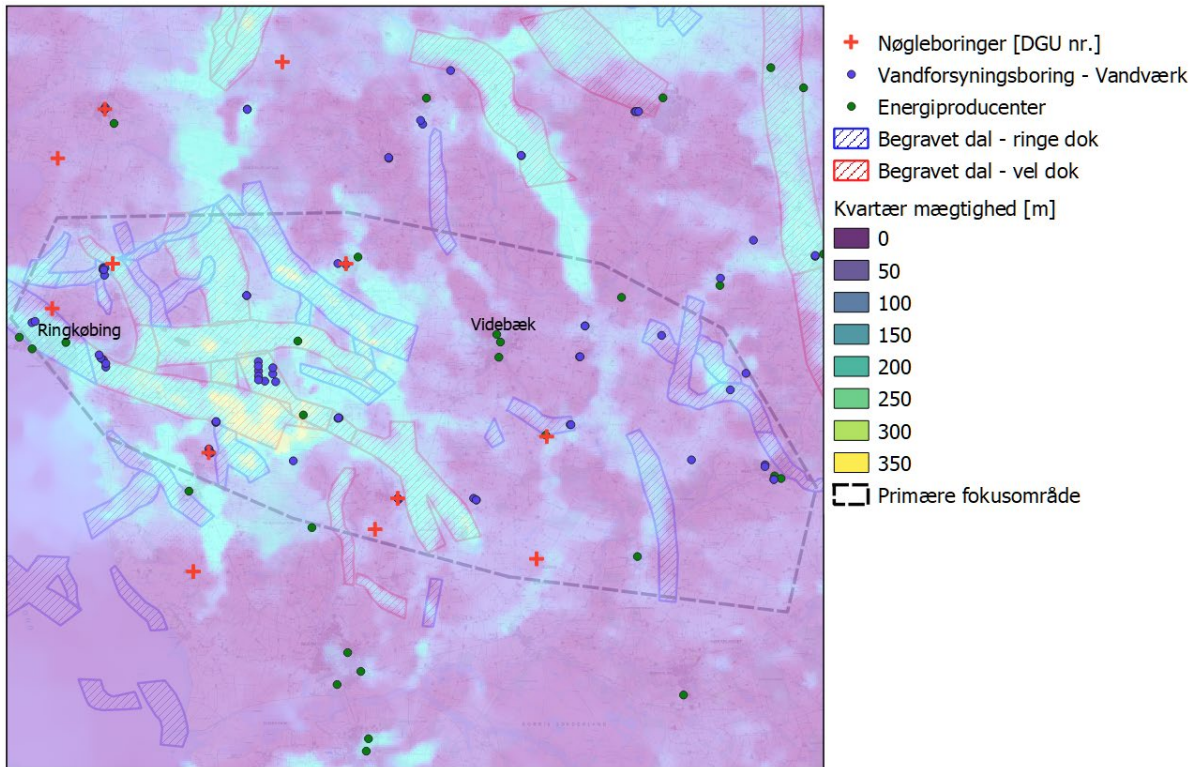 Nøgleboringer [DGU nr.]
Vandforsyningsboring - Vandværk
Energiproducenter
Begravet dal - ringe dok
Begravet dal - vel dok
Kvartær mægtighed [m]
0
50
100
150
200
250
300
350
Primære fokusområde
Ringkøbing
Videbæk